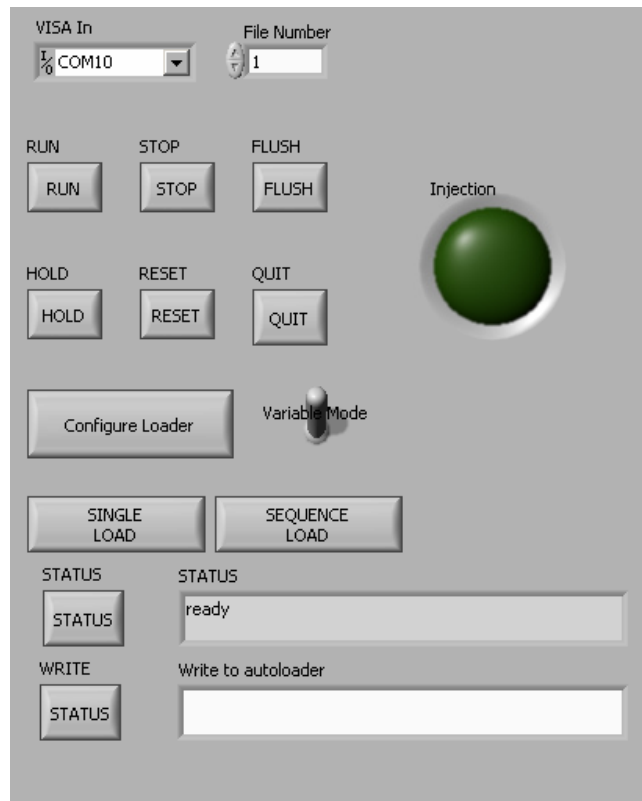 VISA In
File Number
I/O COM10
1
RUN STOP FLUSH
RUN STOP FLUSH
Injection
HOLD RESET QUIT
HOLD RESET QUIT
Configure Loader
Variable Mode
SINGLE
LOAD
SEQUENCE
LOAD
STATUS STATUS
STATUS ready
WRITE Write to autoloader
STATUS